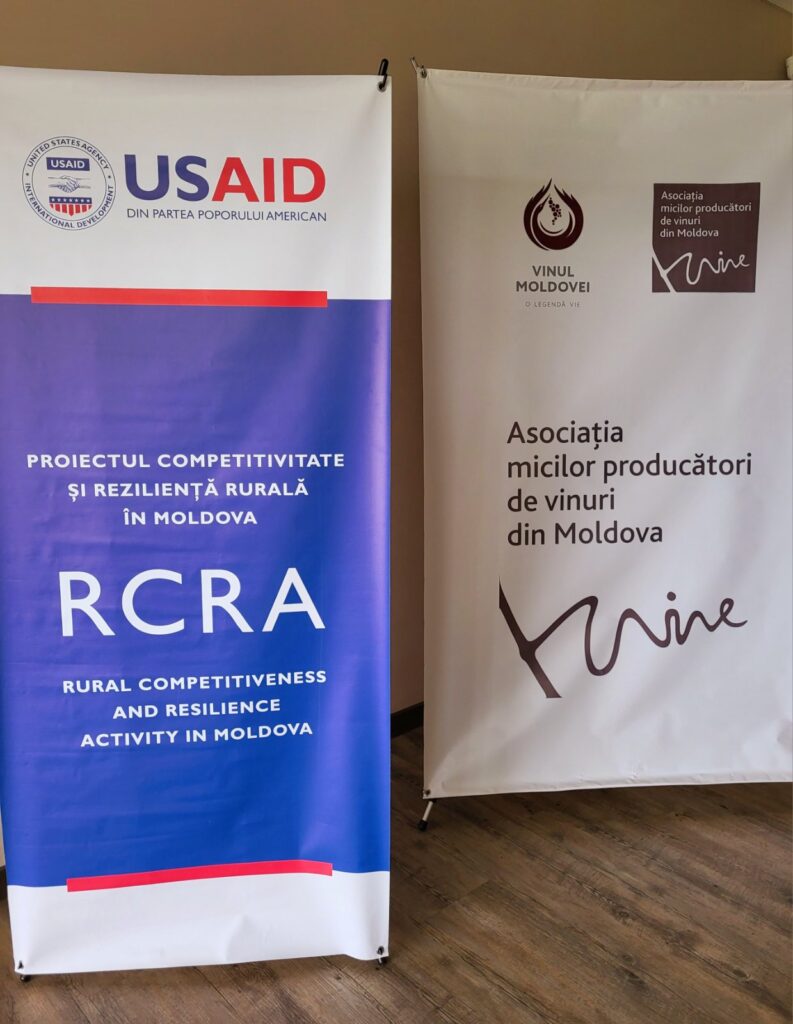 UNITED STATES AGENCY
USAID
INTERNATIONAL DEVELOPMENT
USAID
DIN PARTEA POPORULUI AMERICAN
PROIECTUL COMPETITIVITATE
ȘI REZILIENȚĂ RURALĂ
ÎN MOLDOVA
RCRA
RURAL COMPETITIVENESS
AND RESILIENCE
ACTIVITY IN MOLDOVA
VINUL
MOLDOVEI
O LEGENDĂ VIE
Asociația
micilor producători
de vinuri
din Moldova
Wine
Asociația
micilor producători
de vinuri
din Moldova
Wine